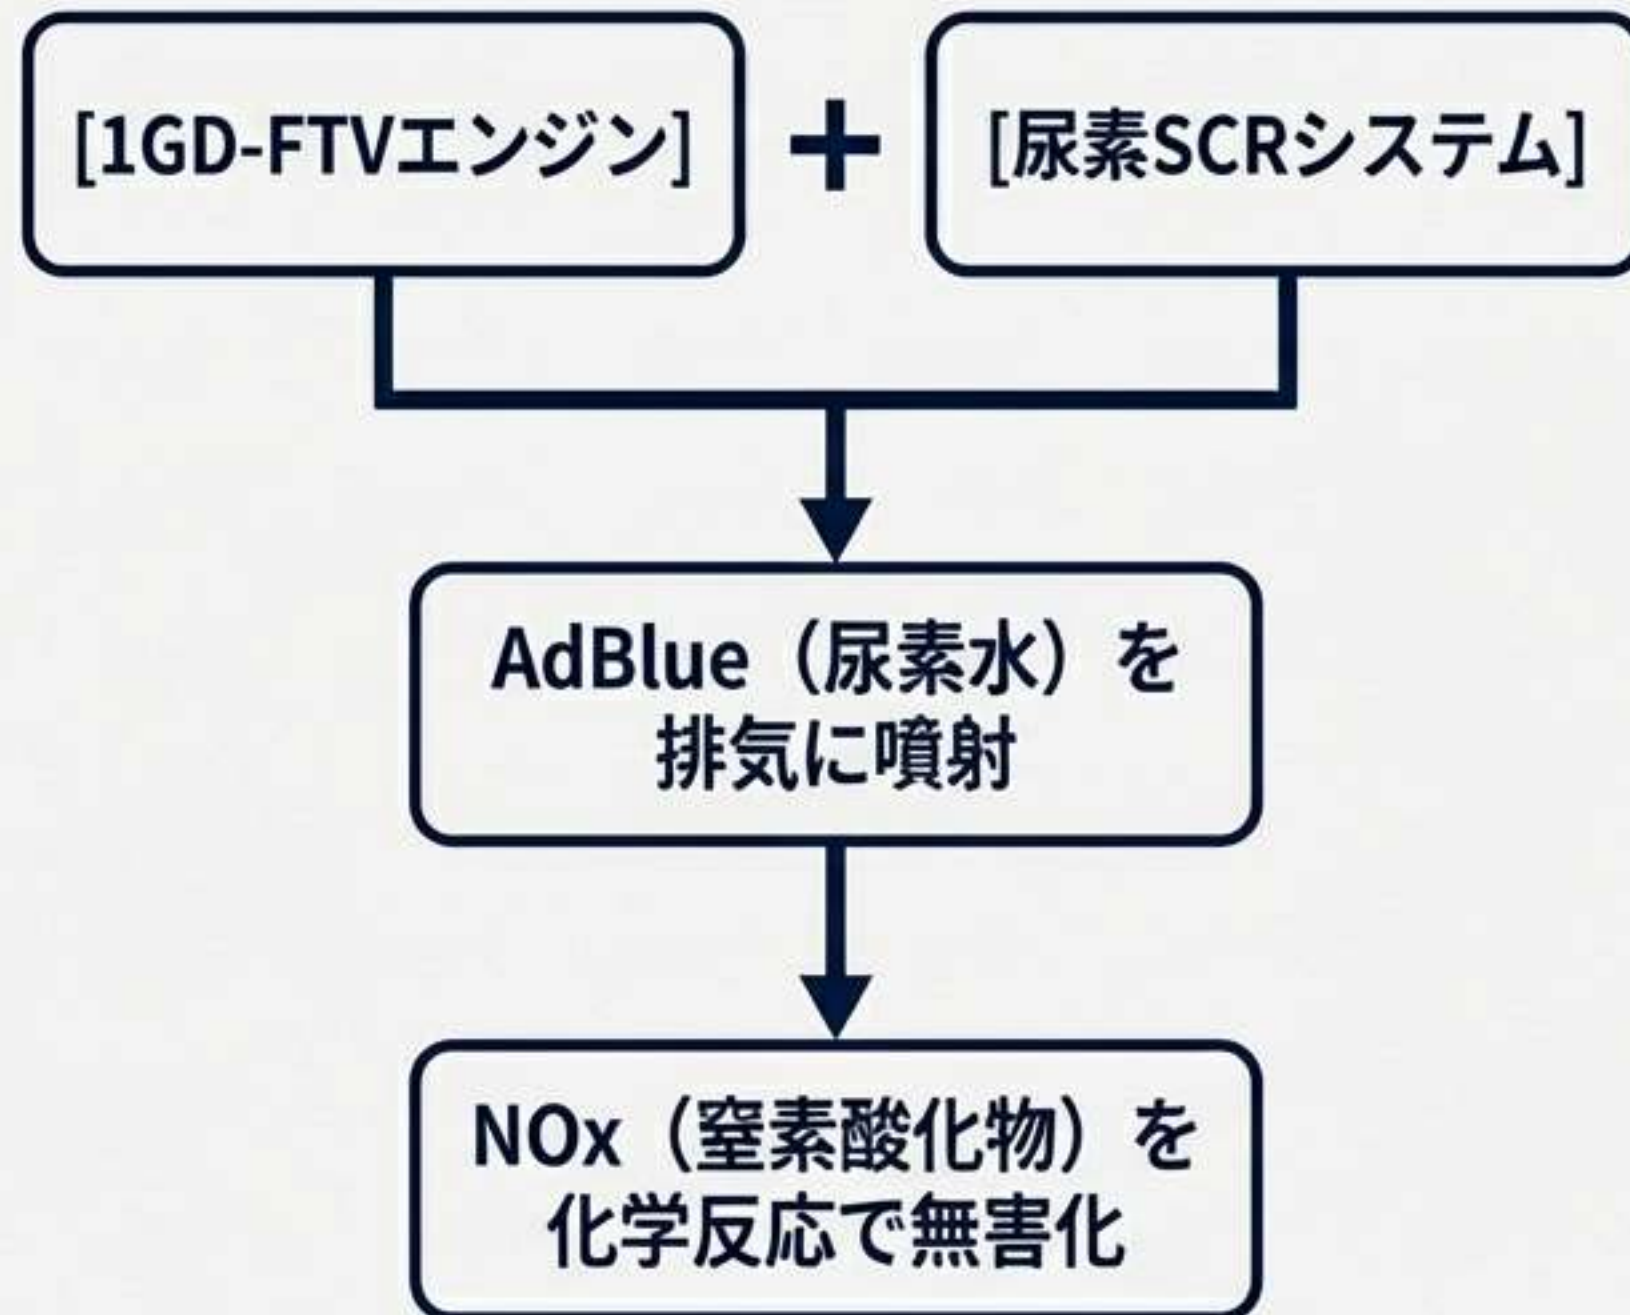 [1GD-FTVエンジン]
+
[尿素SCRシステム]
AdBlue（尿素水）を
排気に噴射
NOx（窒素酸化物）を
化学反応で無害化